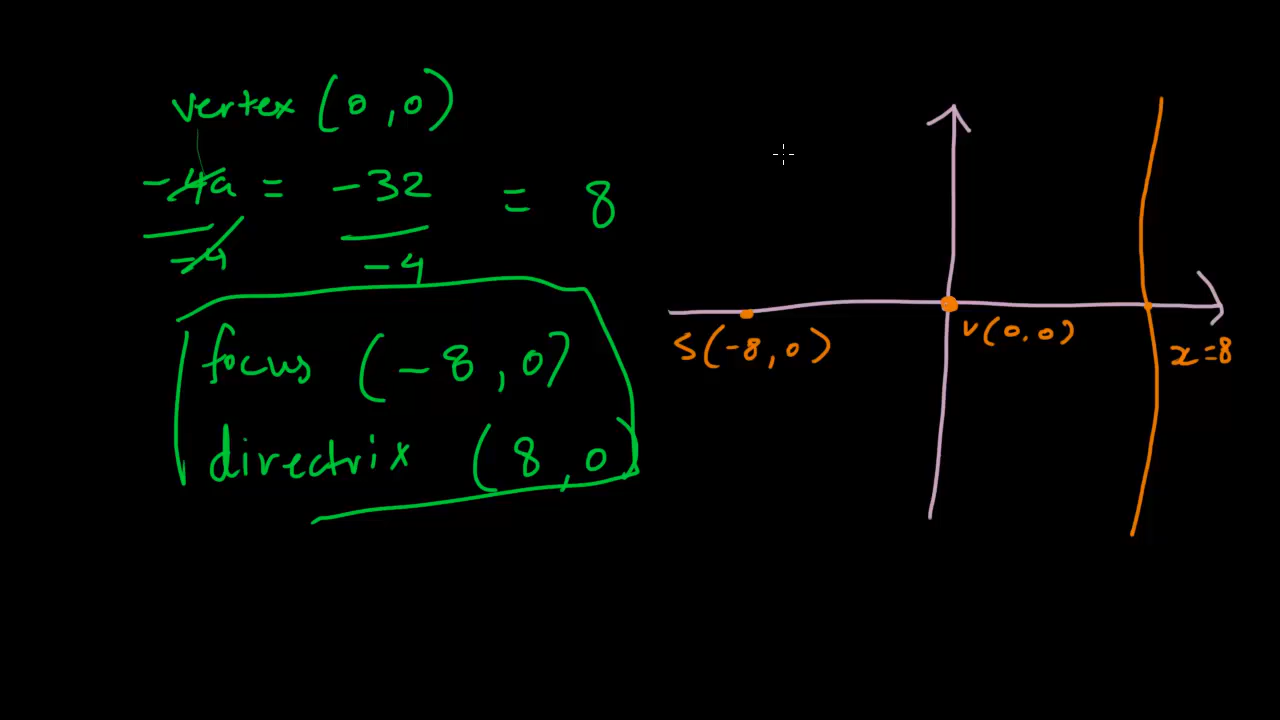 vertex (0,0)
-4a = -32 = 8
-4 -4
focus (-8,0)
directrix (8,0)
S(-8,0)
V(0,0)
x=8